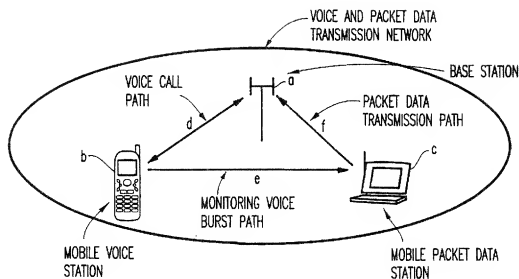 VOICE AND PACKET DATA
TRANSMISSION NETWORK
VOICE CALL
PATH
a
BASE STATION
PACKET DATA
TRANSMISSION PATH
d
f
b
c
e
MONITORING VOICE
BURST PATH
MOBILE VOICE
STATION
MOBILE PACKET DATA
STATION